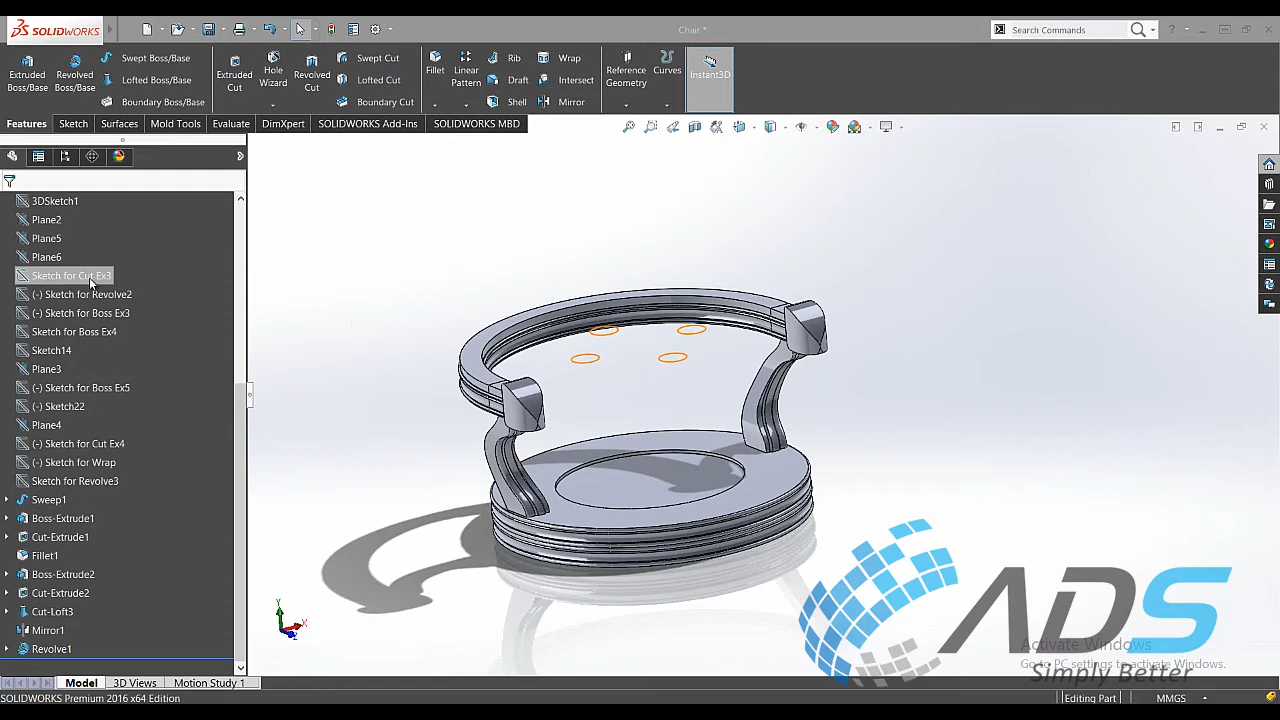 SOLIDWORKS
Chair *
Search Commands
?
Extruded Boss/Base
Revolved Boss/Base
Swept Boss/Base
Lofted Boss/Base
Boundary Boss/Base
Extruded Cut
Hole Wizard
Revolved Cut
Swept Cut
Lofted Cut
Boundary Cut
Fillet
Linear Pattern
Rib
Draft
Shell
Wrap
Intersect
Mirror
Reference Geometry
Curves
Instant3D
Features
Sketch
Surfaces
Mold Tools
Evaluate
DimXpert
SOLIDWORKS Add-Ins
SOLIDWORKS MBD
3DSketch1
Plane2
Plane5
Plane6
Sketch for Cut Ex3
(-) Sketch for Revolve2
(-) Sketch for Boss Ex3
Sketch for Boss Ex4
Sketch14
Plane3
(-) Sketch for Boss Ex5
(-) Sketch22
Plane4
(-) Sketch for Cut Ex4
(-) Sketch for Wrap
Sketch for Revolve3
Sweep1
Boss-Extrude1
Cut-Extrude1
Fillet1
Boss-Extrude2
Cut-Extrude2
Cut-Loft3
Mirror1
Revolve1
Y
X
Z
ADS
Simply Better
Activate Windows
Go to PC settings to activate Windows.
Model
3D Views
Motion Study 1
SOLIDWORKS Premium 2016 x64 Edition
Editing Part
MMGS